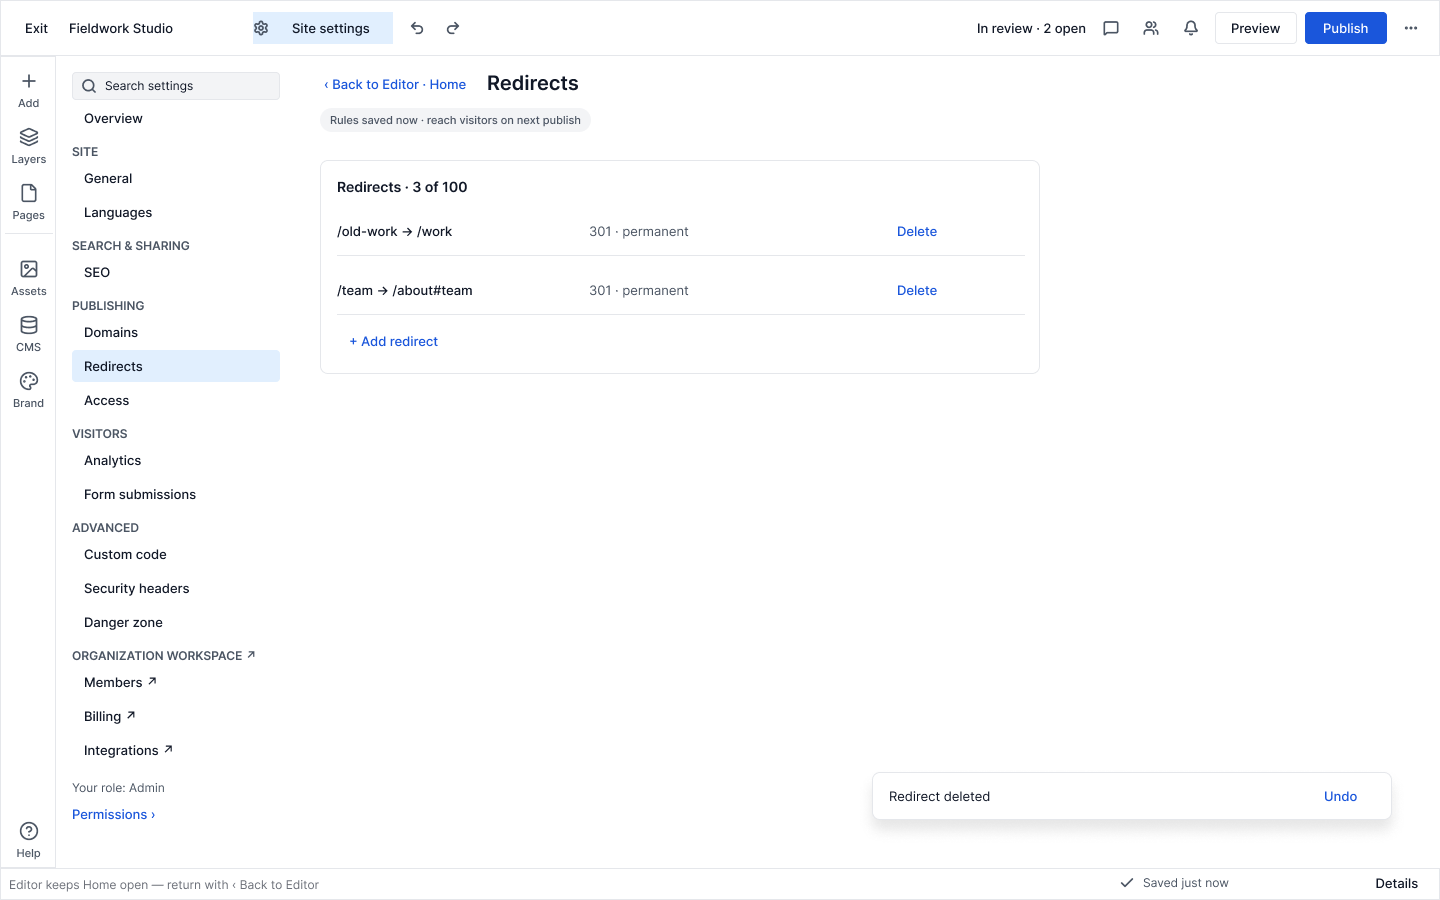 Exit
Fieldwork Studio
Site settings
In review · 2 open
Preview
Publish
Add
Layers
Pages
Assets
CMS
Brand
Help
Search settings
Overview
SITE
General
Languages
SEARCH & SHARING
SEO
PUBLISHING
Domains
Redirects
Access
VISITORS
Analytics
Form submissions
ADVANCED
Custom code
Security headers
Danger zone
ORGANIZATION WORKSPACE ↗
Members ↗
Billing ↗
Integrations ↗
Your role: Admin
Permissions ›
‹ Back to Editor · Home
Redirects
Rules saved now · reach visitors on next publish
Redirects · 3 of 100
/old-work → /work 301 · permanent Delete
/team → /about#team 301 · permanent Delete
+ Add redirect
Redirect deleted Undo
Editor keeps Home open — return with ‹ Back to Editor
Saved just now
Details